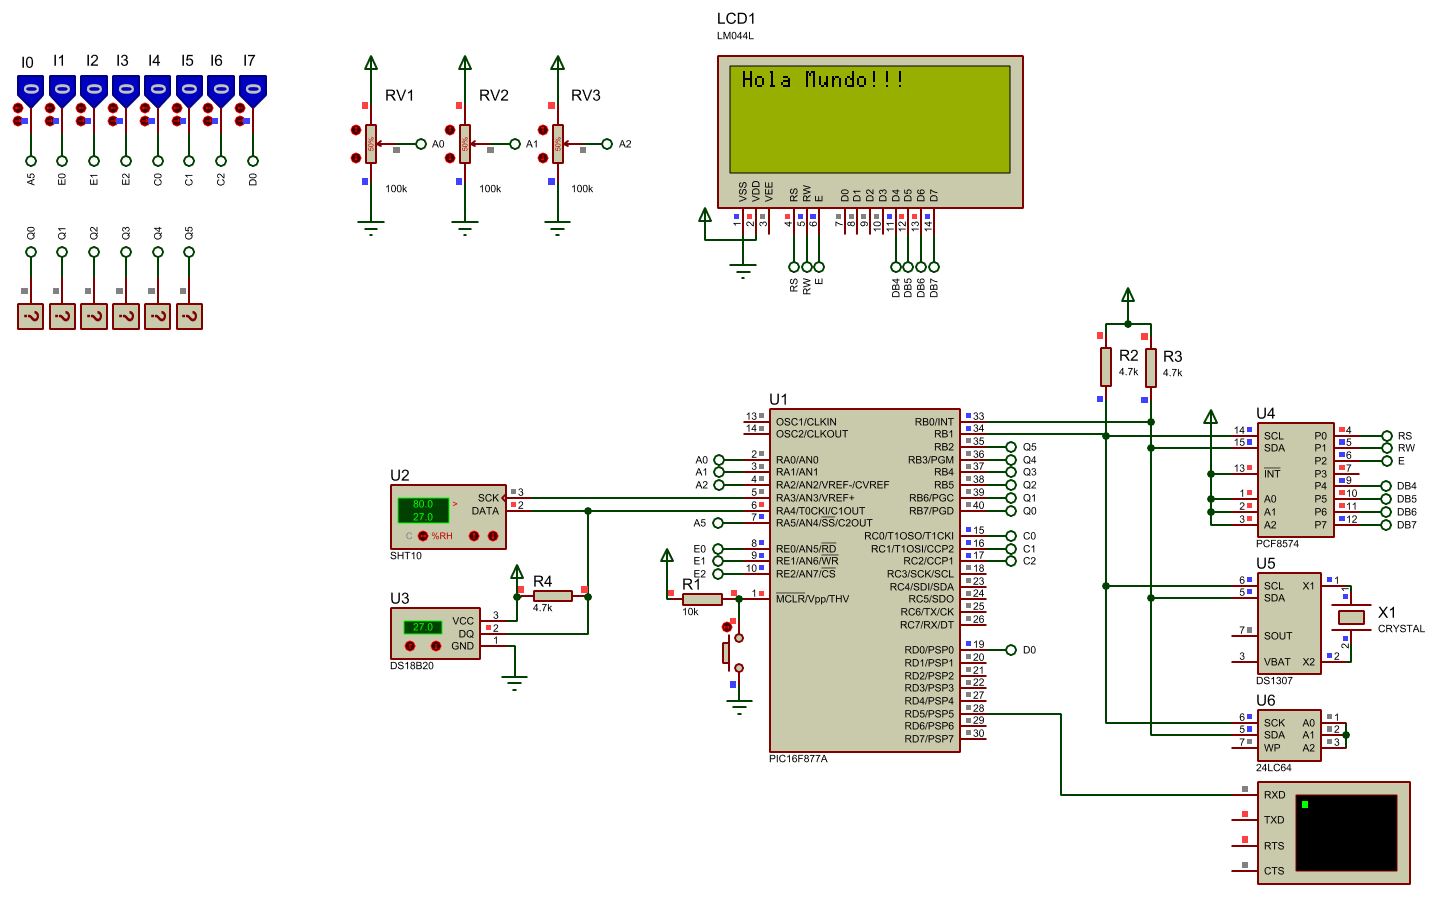 LCD1
LM044L
Hola Mundo!!!
VSS VDD VEE RS RW E D0 D1 D2 D3 D4 D5 D6 D7
1 2 3 4 5 6 7 8 9 10 11 12 13 14
RS RW E DB4 DB5 DB6 DB7
I0 I1 I2 I3 I4 I5 I6 I7
0 0 0 0 0 0 0 0
A5 E0 E1 E2 C0 C1 C2 D0
Q0 Q1 Q2 Q3 Q4 Q5
? ? ? ? ? ?
RV1 RV2 RV3
50% 50% 50%
A0 A1 A2
100k 100k 100k
R2
4.7k
R3
4.7k
U1
13 OSC1/CLKIN
14 OSC2/CLKOUT
A0 2 RA0/AN0
A1 3 RA1/AN1
A2 4 RA2/AN2/VREF-/CVREF
5 RA3/AN3/VREF+
6 RA4/T0CKI/C1OUT
A5 7 RA5/AN4/SS/C2OUT
E0 8 RE0/AN5/RD
E1 9 RE1/AN6/WR
E2 10 RE2/AN7/CS
1 MCLR/Vpp/THV
RB0/INT 33
RB1 34
RB2 35 Q5
RB3/PGM 36 Q4
RB4 37 Q3
RB5 38 Q2
RB6/PGC 39 Q1
RB7/PGD 40 Q0
RC0/T1OSO/T1CKI 15 C0
RC1/T1OSI/CCP2 16 C1
RC2/CCP1 17 C2
RC3/SCK/SCL 18
RC4/SDI/SDA 23
RC5/SDO 24
RC6/TX/CK 25
RC7/RX/DT 26
RD0/PSP0 19 D0
RD1/PSP1 20
RD2/PSP2 21
RD3/PSP3 22
RD4/PSP4 27
RD5/PSP5 28
RD6/PSP6 29
RD7/PSP7 30
PIC16F877A
U2
80.0 >
27.0
C %RH
SCK 3
DATA 2
SHT10
R4
4.7k
U3
27.0
VCC 3
DQ 2
GND 1
DS18B20
R1
10k
U4
14 SCL
15 SDA
13 INT
1 A0
2 A1
3 A2
P0 4 RS
P1 5 RW
P2 6 E
P3 7
P4 9 DB4
P5 10 DB5
P6 11 DB6
P7 12 DB7
PCF8574
U5
6 SCL
5 SDA
7 SOUT
3 VBAT
X1 1
X2 2
DS1307
1
X1
CRYSTAL
2
U6
6 SCK
5 SDA
7 WP
A0 1
A1 2
A2 3
24LC64
RXD
TXD
RTS
CTS